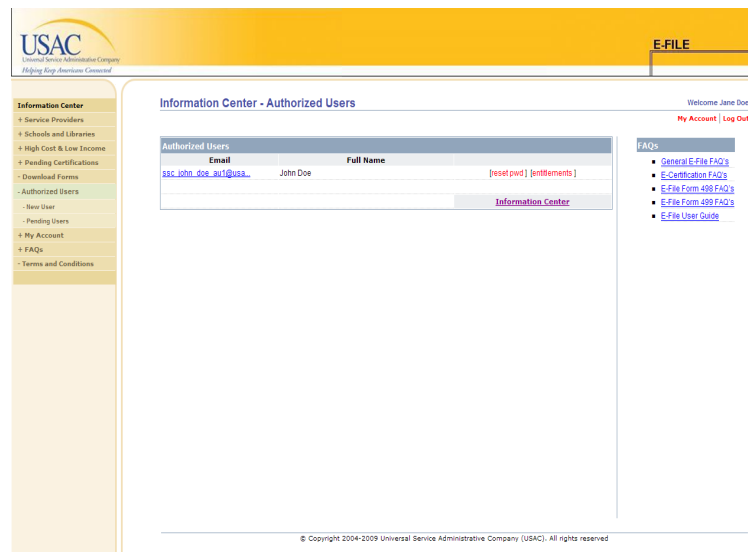 USAC
Universal Service Administrative Company
Helping Keep Americans Connected
E-FILE
Information Center
+ Service Providers
+ Schools and Libraries
+ High Cost & Low Income
+ Pending Certifications
- Download Forms
- Authorized Users
- New User
- Pending Users
+ My Account
+ FAQs
- Terms and Conditions
Information Center - Authorized Users
Welcome Jane Doe
My Account | Log Out
Authorized Users
Email Full Name
ssc_john_doe_au1@usa... John Doe [reset pwd ] [entitlements ]
Information Center
FAQs
General E-File FAQ's
E-Certification FAQ's
E-File Form 498 FAQ's
E-File Form 499 FAQ's
E-File User Guide
© Copyright 2004-2009 Universal Service Administrative Company (USAC). All rights reserved